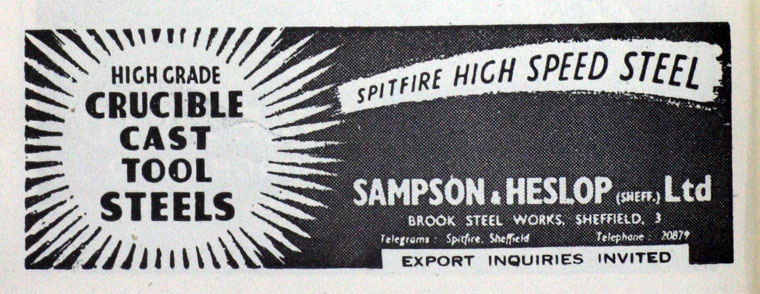 HIGH GRADE
CRUCIBLE
CAST
TOOL
STEELS
SPITFIRE HIGH SPEED STEEL
SAMPSON & HESLOP (SHEFF.) Ltd
BROOK STEEL WORKS, SHEFFIELD, 3
Telegrams: Spitfire, Sheffield Telephone: 20879
EXPORT INQUIRIES INVITED